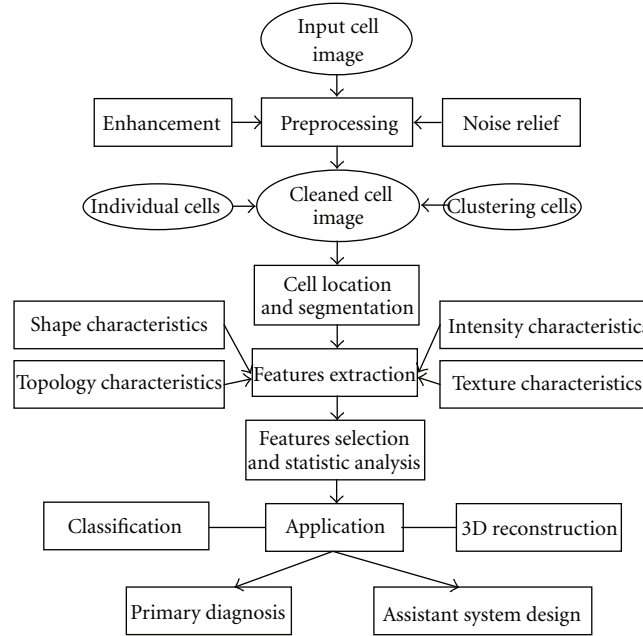 Input cell
image
Enhancement
Preprocessing
Noise relief
Individual cells
Cleaned cell
image
Clustering cells
Cell location
and segmentation
Shape characteristics
Intensity characteristics
Topology characteristics
Features extraction
Texture characteristics
Features selection
and statistic analysis
Classification
Application
3D reconstruction
Primary diagnosis
Assistant system design